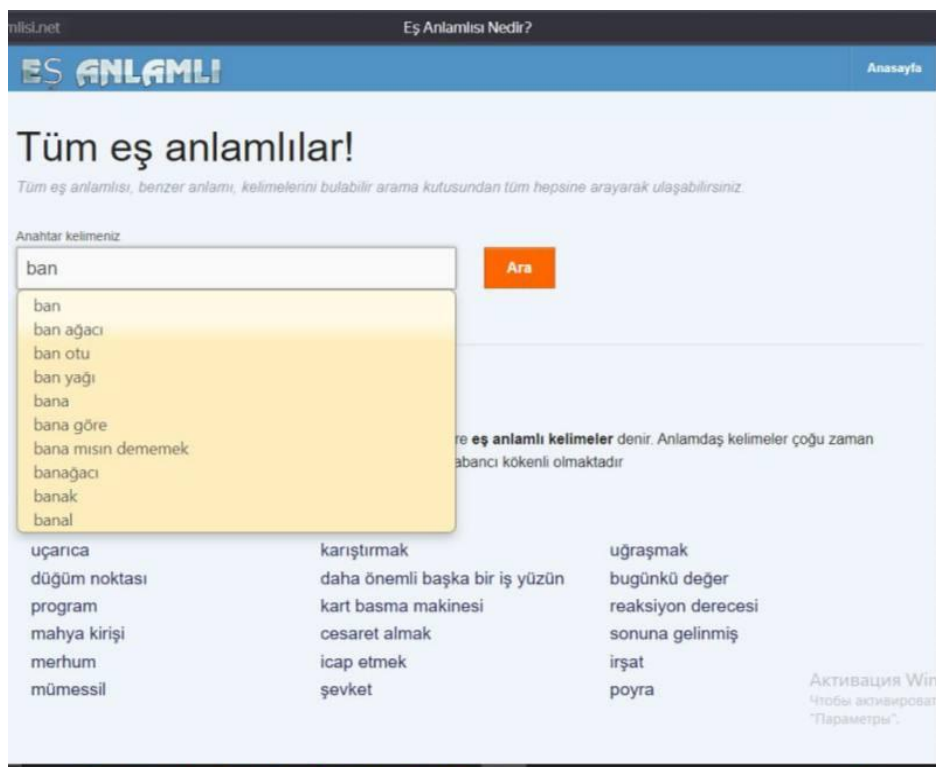 Eş Anlamlısı Nedir?
EŞ ANLAMLI
Anasayfa
Tüm eş anlamlılar!
Tüm eş anlamlısı, benzer anlamı, kelimelerini bulabilir arama kutusundan tüm hepsine arayarak ulaşabilirsiniz.
Anahtar kelimeniz
ban
Ara
ban
ban ağacı
ban otu
ban yağı
bana
bana göre
bana mısın dememek
banağacı
banak
banal
eş anlamlı kelimeler denir. Anlamdaş kelimeler çoğu zaman
kökenli olmaktadır
uçarıca karıştırmak uğraşmak
düğüm noktası daha önemli başka bir iş yüzün bugünkü değer
program kart basma makinesi reaksiyon derecesi
mahya kirişi cesaret almak sonuna gelinmiş
merhum icap etmek irşat
mümessil şevket poyra
Активация Win
Чтобы активироват
"Параметры".